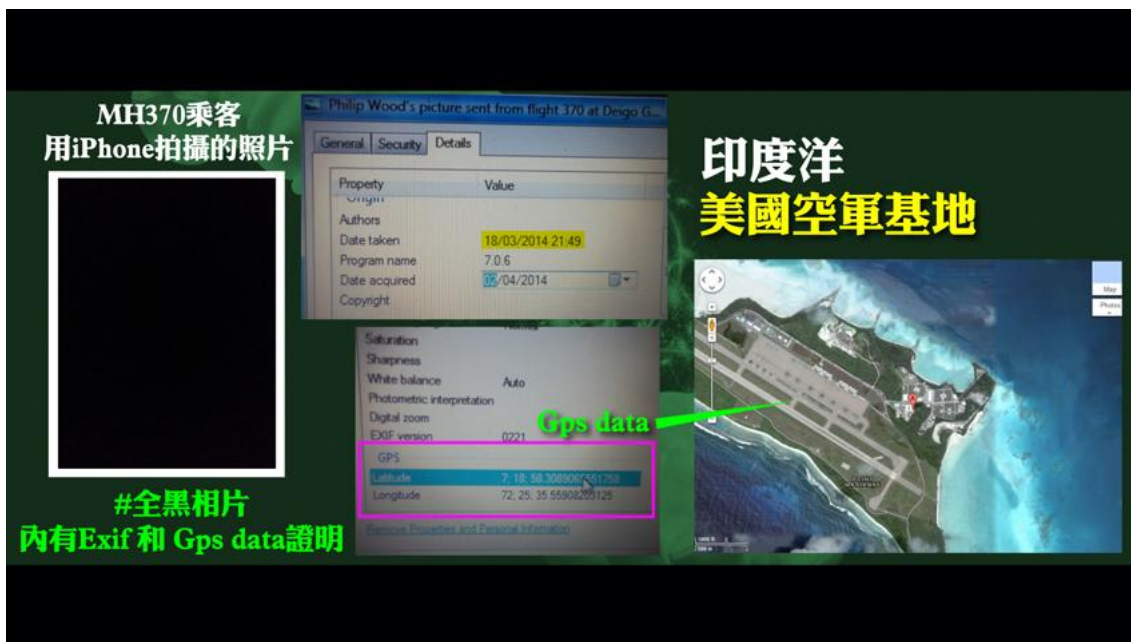 MH370乘客
用iPhone拍攝的照片
#全黑相片
內有Exif 和 Gps data證明
Philip Wood's picture sent from flight 370 at Deigo G...
General
Security
Details
Property Value
Origin
Authors
Date taken 18/03/2014 21:49
Program name 7.0.6
Date acquired 02/04/2014
Copyright
Saturation
Sharpness
White balance Auto
Photometric interpretation
Digital zoom
EXIF version 0221
GPS
Latitude
Longitude 72; 25; 35.55908203125
Remove Properties and Personal Information
Gps data
印度洋
美國空軍基地
Map
Photos